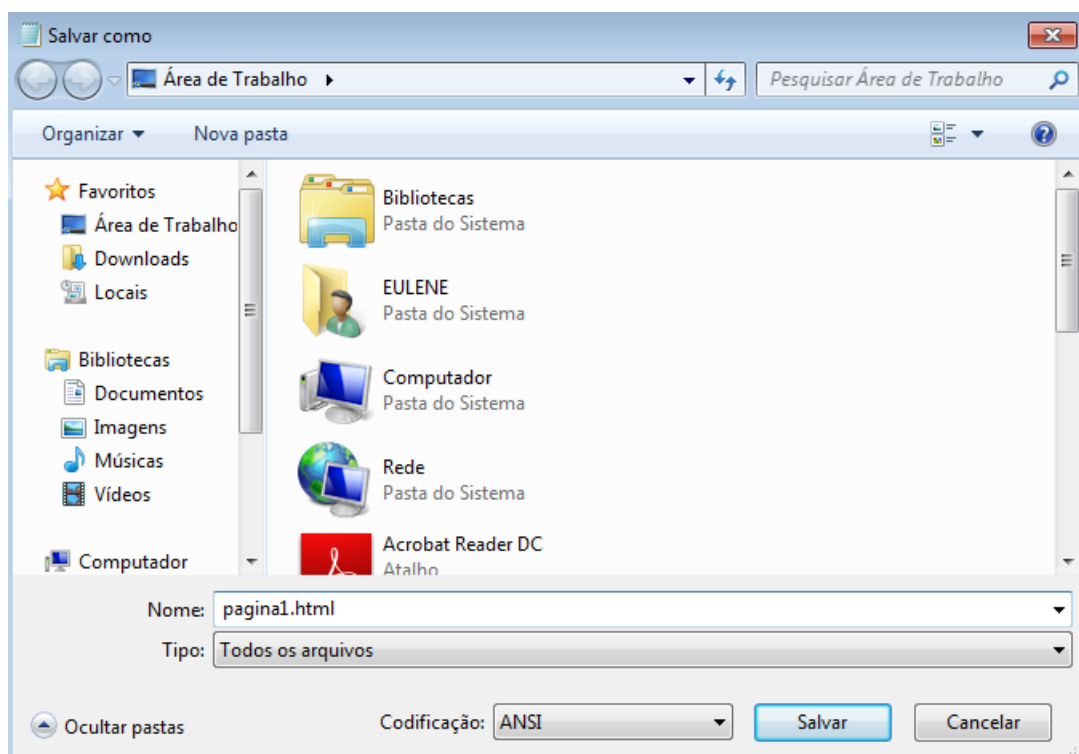 Salvar como
Área de Trabalho
Pesquisar Área de Trabalho
Organizar
Nova pasta
Favoritos
Área de Trabalho
Downloads
Locais
Bibliotecas
Documentos
Imagens
Músicas
Vídeos
Computador
Bibliotecas
Pasta do Sistema
EULENE
Pasta do Sistema
Computador
Pasta do Sistema
Rede
Pasta do Sistema
Acrobat Reader DC
Atalho
Nome: pagina1.html
Tipo: Todos os arquivos
Ocultar pastas
Codificação: ANSI
Salvar
Cancelar